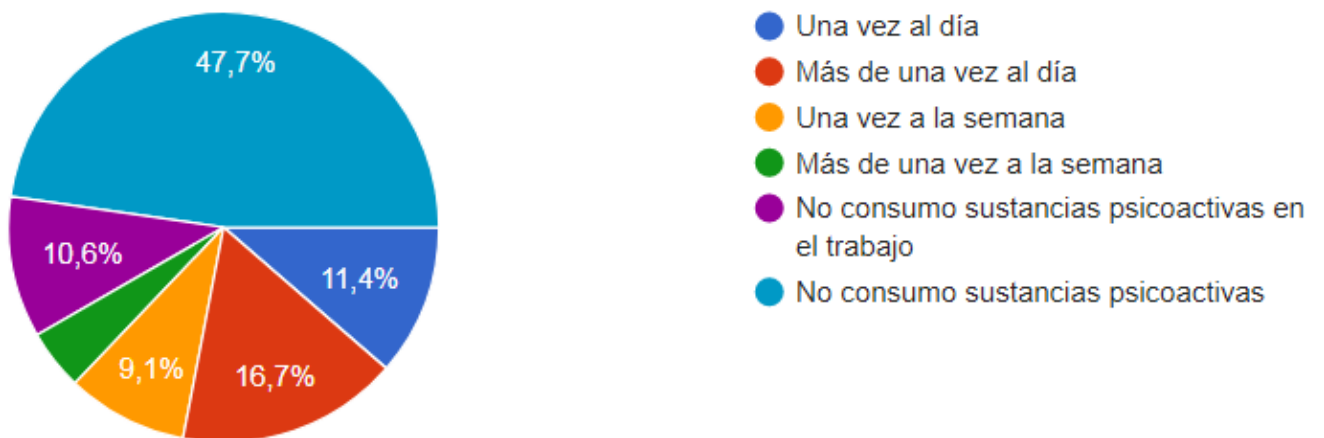 47,7%
10,6%
11,4%
9,1%
16,7%
Una vez al día
Más de una vez al día
Una vez a la semana
Más de una vez a la semana
No consumo sustancias psicoactivas en
el trabajo
No consumo sustancias psicoactivas